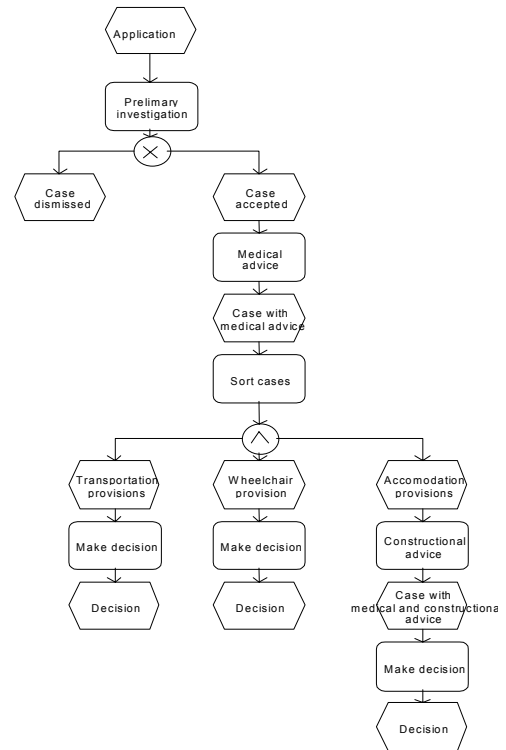 Application
Prelimary
investigation
Case
dismissed
Case
accepted
Medical
advice
Case with
medical advice
Sort cases
Transportation
provisions
Wheelchair
provision
Accomodation
provisions
Make decision
Make decision
Constructional
advice
Decision
Decision
Case with
medical and constructiona
advice
Make decision
Decision